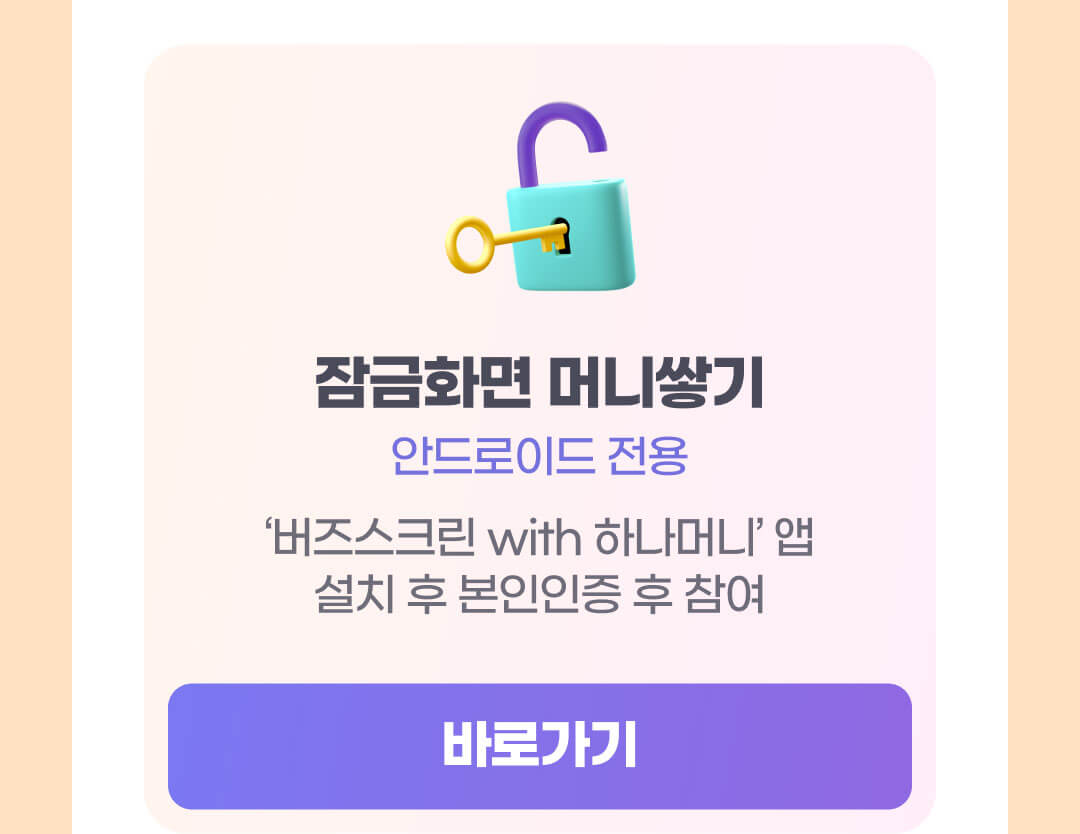 잠금화면 머니쌓기
안드로이드 전용
‘버즈스크린 with 하나머니’ 앱
설치 후 본인인증 후 참여
바로가기